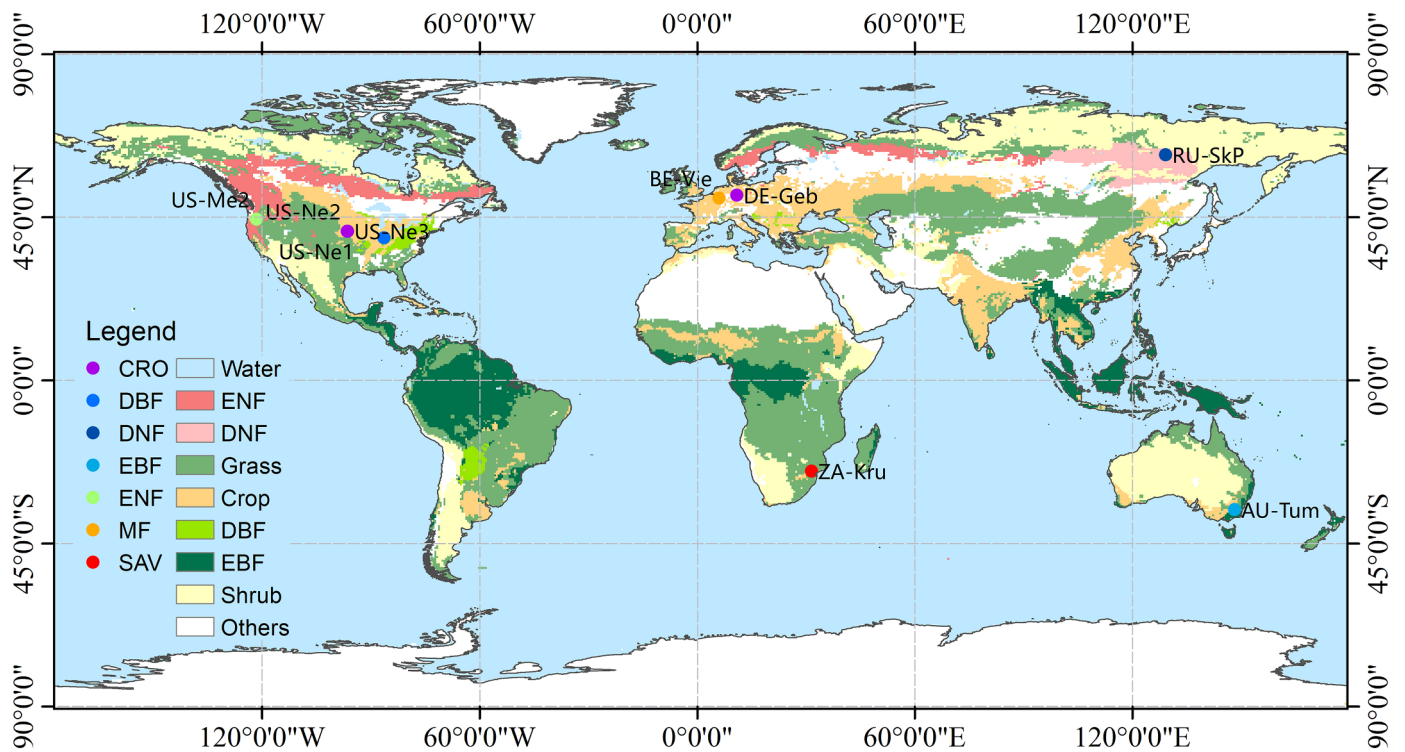 120°0'0"W 60°0'0"W 0°0'0" 60°0'0"E 120°0'0"E
90°0'0" 90°0'0"
RU-SkP
BE-Vie
US-Me2 DE-Geb
US-Ne2
45°0'0"N 45°0'0"N
US-Ne3
US-Ne1
Legend
CRO Water
0°0'0" 0°0'0"
DBF ENF
DNF DNF
EBF Grass
ZA-Kru
ENF Crop
AU-Tum
MF DBF
45°0'0"S 45°0'0"S
SAV EBF
Shrub
Others
90°0'0" 90°0'0"
120°0'0"W 60°0'0"W 0°0'0" 60°0'0"E 120°0'0"E